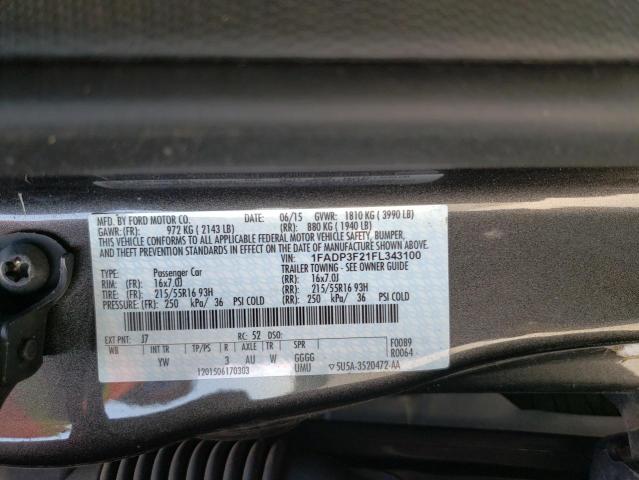 MFD. BY FORD MOTOR CO. 06/15 GVWR: 1810 KG ( 3990 LB)
GAWR: (FR): 972 KG ( 2143 LB) (RR): 880 KG ( 1940 LB)
THIS VEHICLE CONFORMS TO ALL APPLICABLE FEDERAL MOTOR VEHICLE SAFETY, BUMPER,
AND THEFT PREVENTION STANDARDS IN EFFECT ON THE DATE OF MANUFACTURE SHOWN ABOVE.
VIN: 1FADP3F21FL343100
TYPE: Passenger Car TRAILER TOWING - SEE OWNER GUIDE
RIM: (FR): 16x7.0J (RR): 16x7.0J
TIRE: (FR): 215/55R16 93H (RR): 215/55R16 93H
PRESSURE: (FR): 250 kPa/ 36 PSI COLD (RR): 250 kPa/ 36 PSI COLD
EXT PNT: J7 RC: 52 DSO: F0089
WB INT TR TP/PS R AXLE TR SPR R0064
YW 3 AU W GGGG
UMU
1201506170303 ▽5U5A-3520472-AA